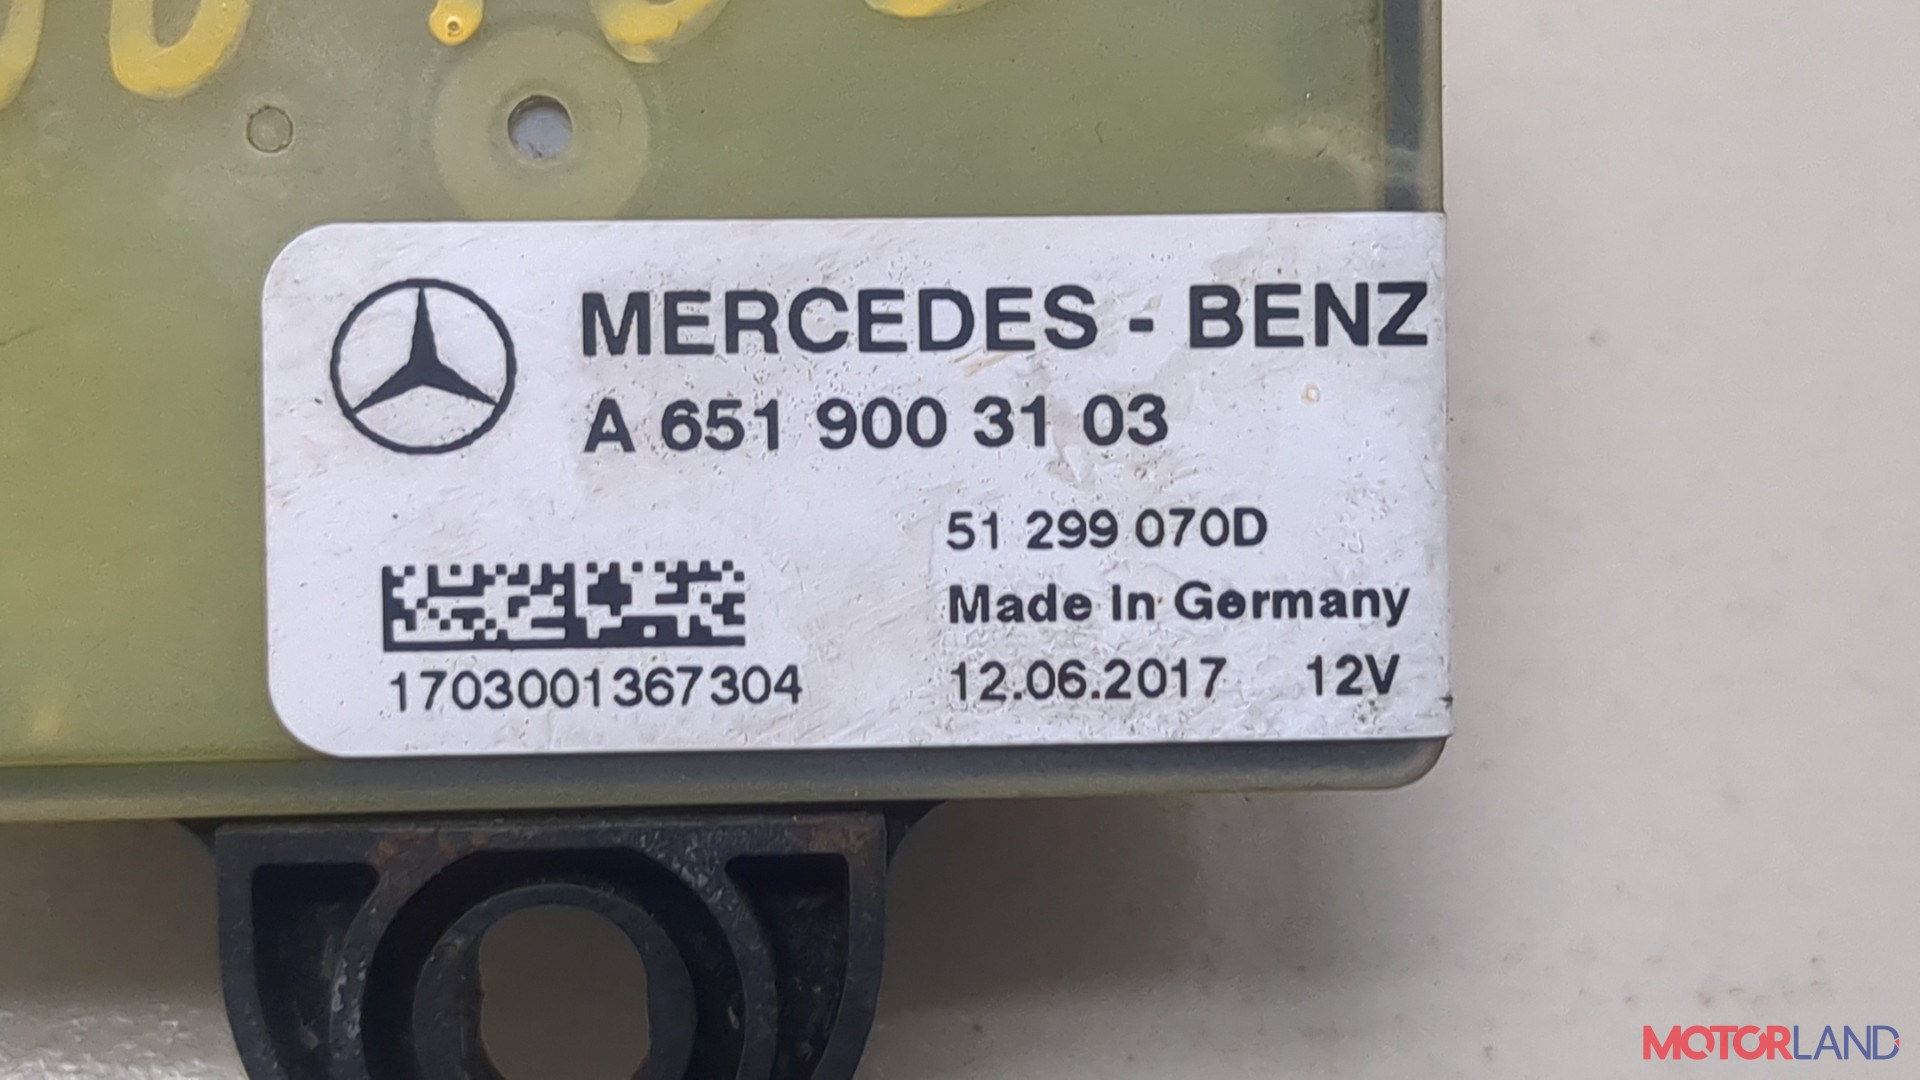 MERCEDES - BENZ
A 651 900 31 03
51 299 070D
Made in Germany
1703001367304
12.06.2017 12V
MOTORLAND